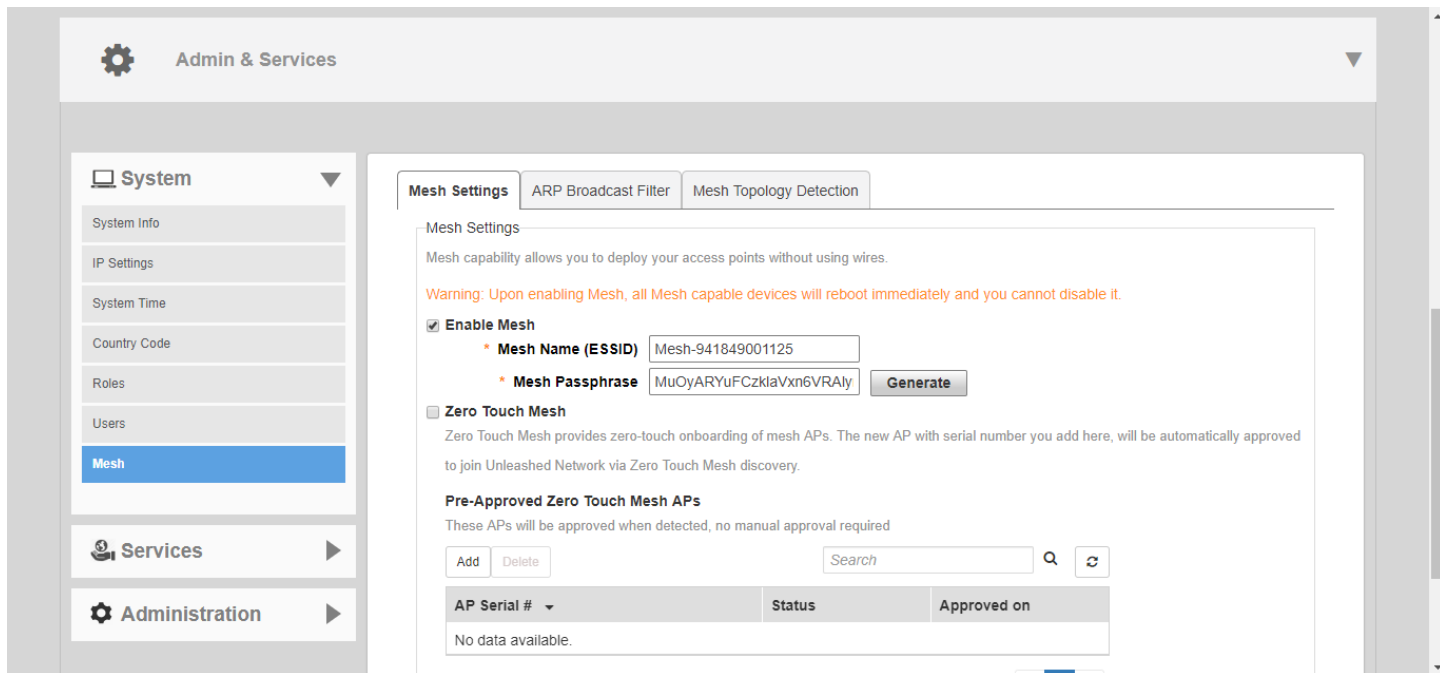 Admin & Services
System
System Info
IP Settings
System Time
Country Code
Roles
Users
Mesh
Services
Administration
Mesh Settings ARP Broadcast Filter Mesh Topology Detection
Mesh Settings
Mesh capability allows you to deploy your access points without using wires.
Warning: Upon enabling Mesh, all Mesh capable devices will reboot immediately and you cannot disable it.
Enable Mesh
* Mesh Name (ESSID) Mesh-941849001125
* Mesh Passphrase MuOyARYuFCzklaVxn6VRAly Generate
Zero Touch Mesh
Zero Touch Mesh provides zero-touch onboarding of mesh APs. The new AP with serial number you add here, will be automatically approved
to join Unleashed Network via Zero Touch Mesh discovery.
Pre-Approved Zero Touch Mesh APs
These APs will be approved when detected, no manual approval required
Add Delete Search
AP Serial # Status Approved on
No data available.